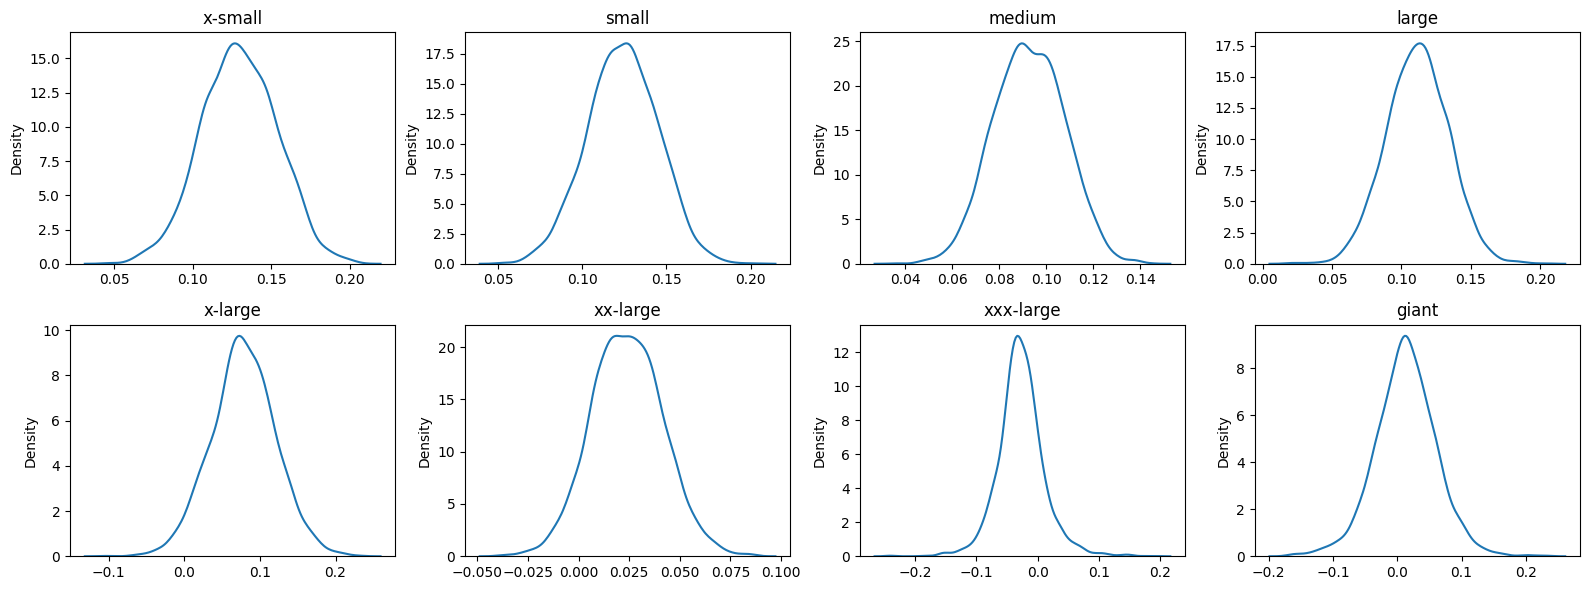 x-small
15.0
12.5
10.0
7.5
5.0
2.5
0.0
Density
0.05 0.10 0.15 0.20
small
17.5
15.0
12.5
10.0
7.5
5.0
2.5
0.0
Density
0.05 0.10 0.15 0.20
medium
25
20
15
10
5
0
Density
0.04 0.06 0.08 0.10 0.12 0.14
large
17.5
15.0
12.5
10.0
7.5
5.0
2.5
0.0
Density
0.00 0.05 0.10 0.15 0.20
x-large
10
8
6
4
2
0
Density
−0.1 0.0 0.1 0.2
xx-large
20
15
10
5
0
Density
−0.050 −0.025 0.000 0.025 0.050 0.075 0.100
xxx-large
12
10
8
6
4
2
0
Density
−0.2 −0.1 0.0 0.1 0.2
giant
8
6
4
2
0
Density
−0.2 −0.1 0.0 0.1 0.2